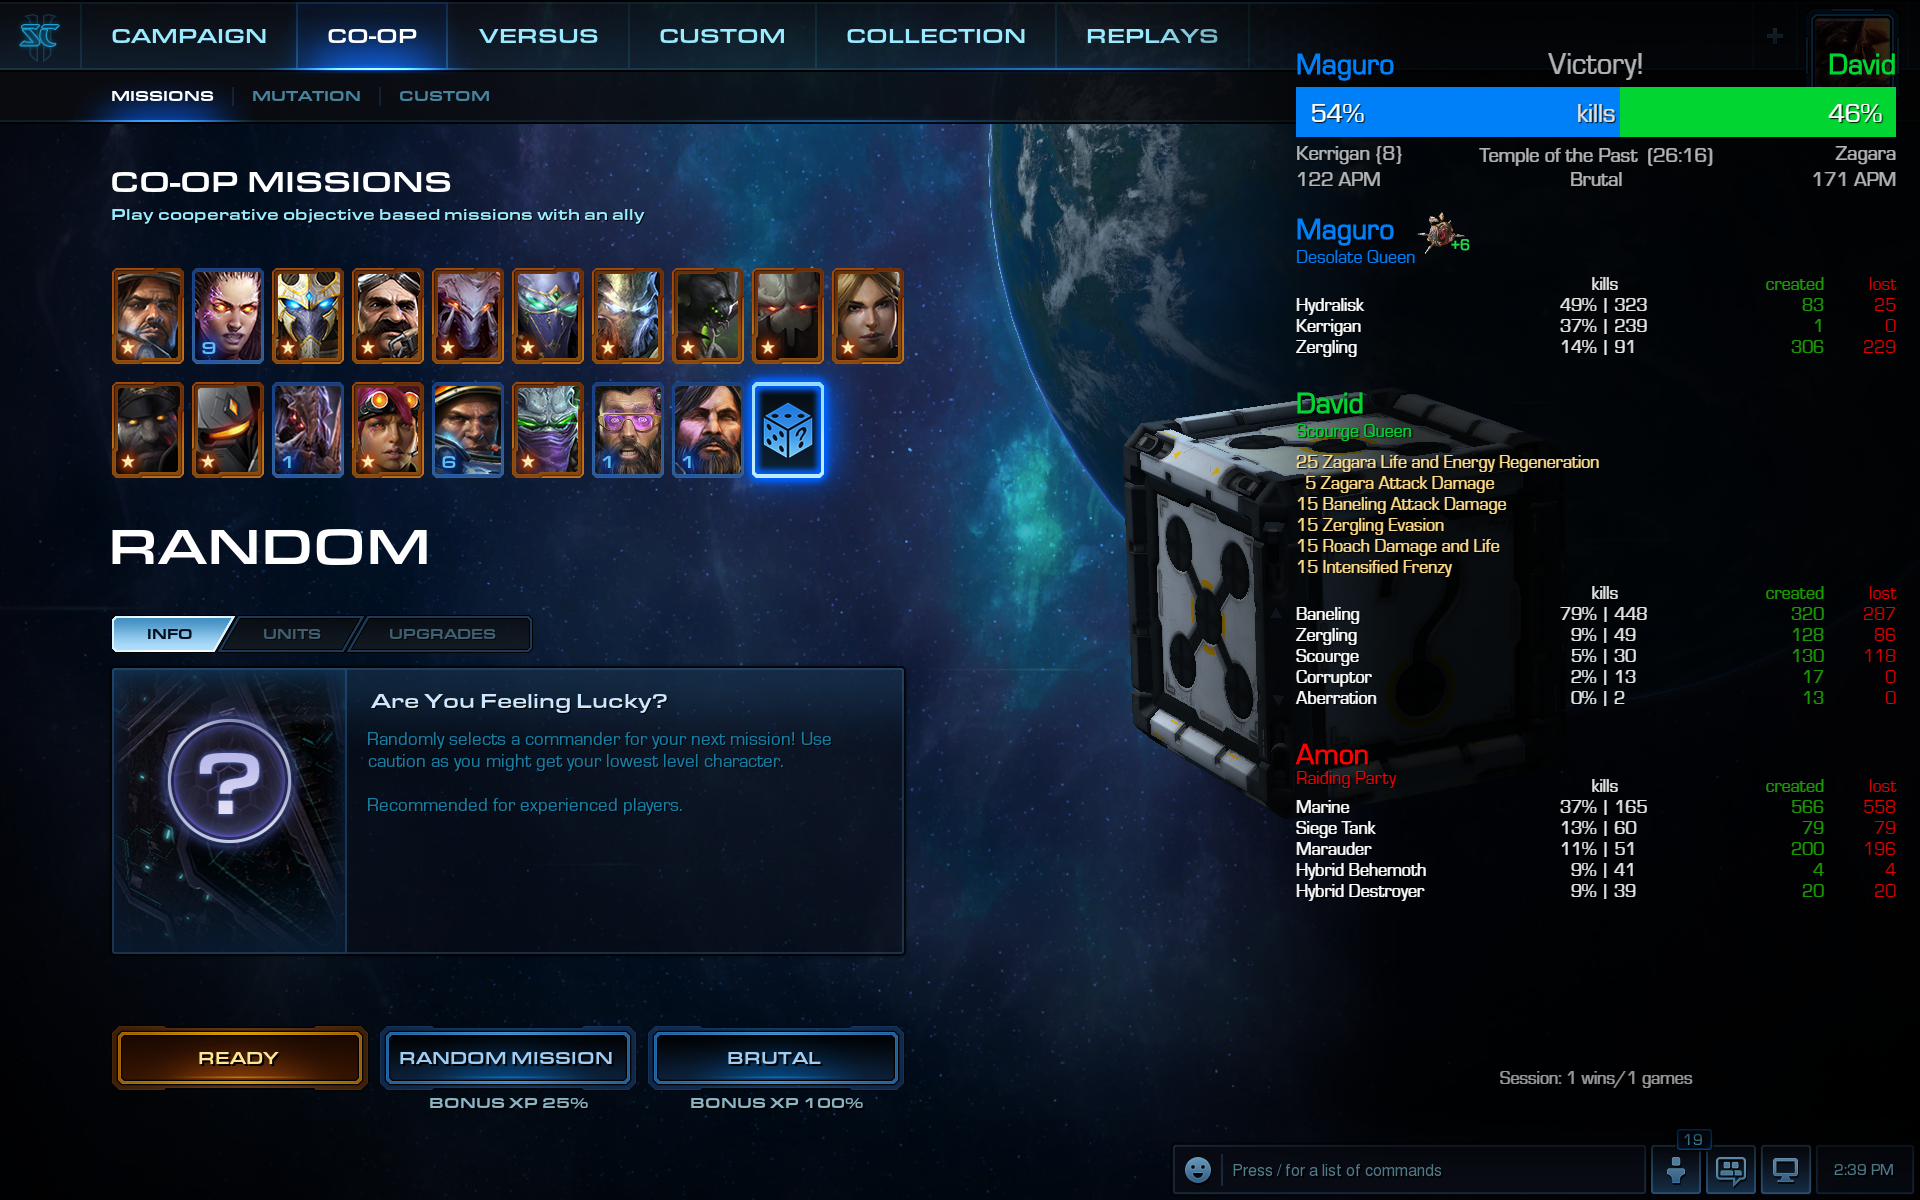 CAMPAIGN CO-OP VERSUS CUSTOM COLLECTION REPLAYS
MISSIONS MUTATION CUSTOM
CO-OP MISSIONS
Play cooperative objective based missions with an ally
9
1 6 1 1
?
RANDOM
INFO UNITS UPGRADES
?
Are You Feeling Lucky?
Randomly selects a commander for your next mission! Use
caution as you might get your lowest level character.
Recommended for experienced players.
READY RANDOM MISSION BRUTAL
BONUS XP 25% BONUS XP 100%
Maguro Victory! David
54% kills 46%
Kerrigan {8} Temple of the Past (26:16) Zagara
122 APM Brutal 171 APM
Maguro +6
Desolate Queen
kills created lost
Hydralisk 49% | 323 83 25
Kerrigan 37% | 239 1 0
Zergling 14% | 91 306 229
David
Scourge Queen
25 Zagara Life and Energy Regeneration
5 Zagara Attack Damage
15 Baneling Attack Damage
15 Zergling Evasion
15 Roach Damage and Life
15 Intensified Frenzy
kills created lost
Baneling 79% | 448 320 287
Zergling 9% | 49 128 86
Scourge 5% | 30 130 118
Corruptor 2% | 13 17 0
Aberration 0% | 2 13 0
Amon
Raiding Party
kills created lost
Marine 37% | 165 566 558
Siege Tank 13% | 60 79 79
Marauder 11% | 51 200 196
Hybrid Behemoth 9% | 41 4 4
Hybrid Destroyer 9% | 39 20 20
Session: 1 wins/1 games
19
Press / for a list of commands
2:39 PM